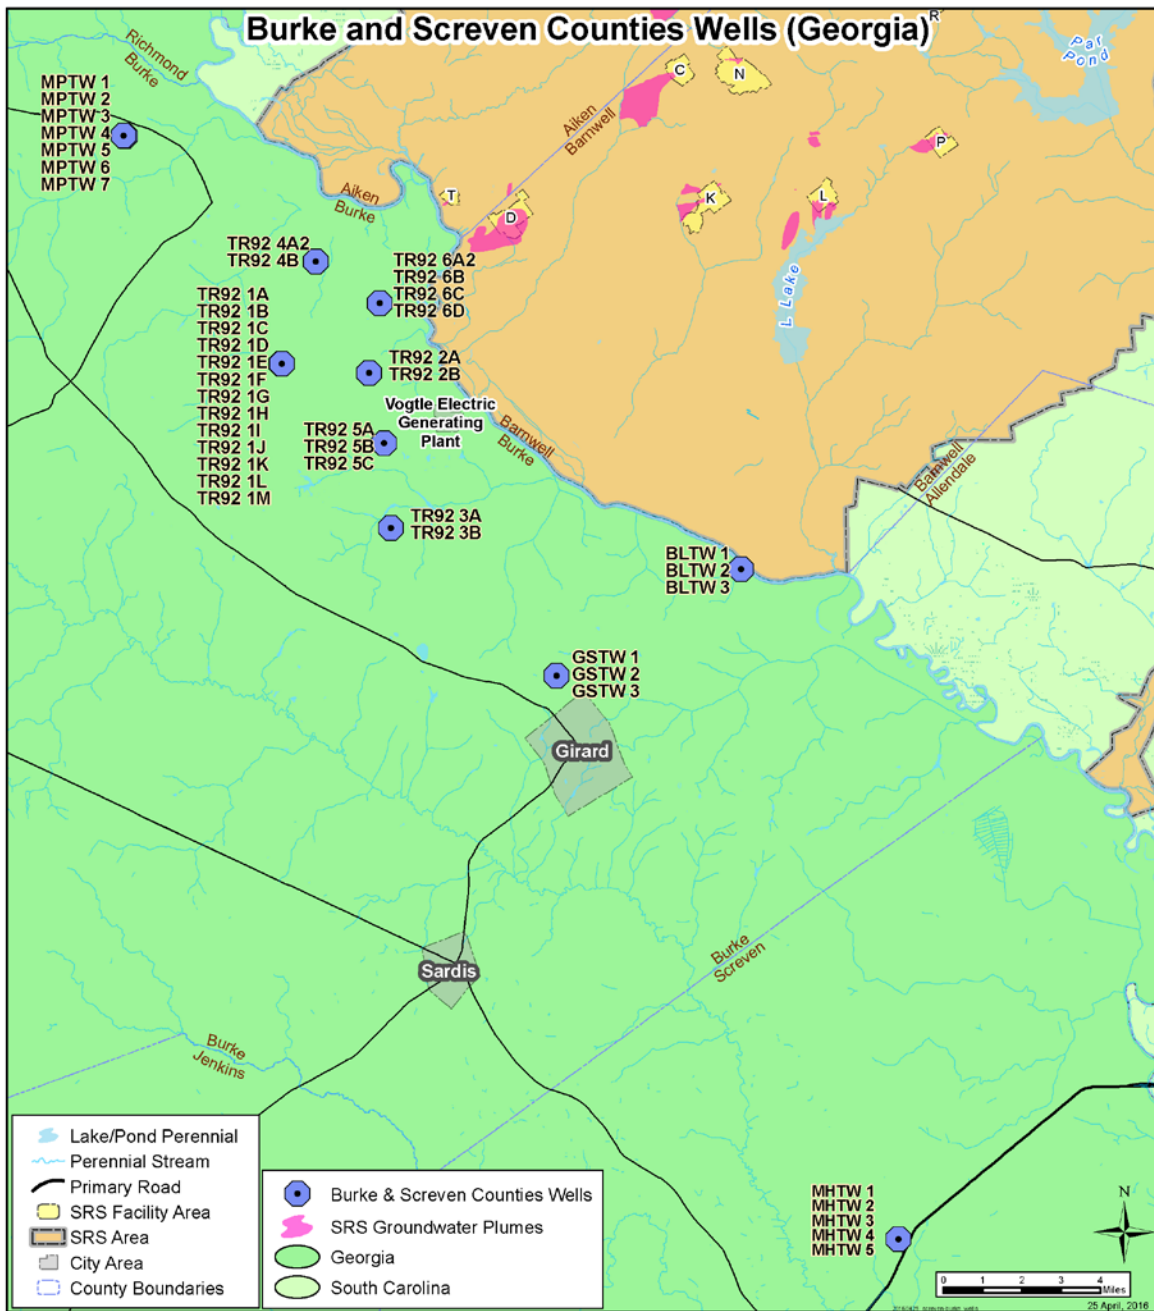 Burke and Screven Counties Wells (Georgia)
R
Richmond
Burke
Par
Pond
MPTW 1
MPTW 2
MPTW 3
MPTW 4
MPTW 5
MPTW 6
MPTW 7
C
N
Aiken
Barnwell
P
Aiken
Burke
T
D
K
L
TR92 4A2
TR92 4B
TR92 6A2
TR92 6B
TR92 6C
TR92 6D
L Lake
TR92 1A
TR92 1B
TR92 1C
TR92 1D
TR92 1E
TR92 1F
TR92 1G
TR92 1H
TR92 1I
TR92 1J
TR92 1K
TR92 1L
TR92 1M
TR92 2A
TR92 2B
Vogtle Electric
Generating
Plant
TR92 5A
TR92 5B
TR92 5C
Barnwell
Burke
Barnwell
Allendale
TR92 3A
TR92 3B
BLTW 1
BLTW 2
BLTW 3
GSTW 1
GSTW 2
GSTW 3
Girard
Sardis
Burke
Screven
Burke
Jenkins
Lake/Pond Perennial
Perennial Stream
Primary Road
SRS Facility Area
SRS Area
City Area
County Boundaries
Burke & Screven Counties Wells
SRS Groundwater Plumes
Georgia
South Carolina
MHTW 1
MHTW 2
MHTW 3
MHTW 4
MHTW 5
N
0 1 2 3 4
Miles
25 April, 2016